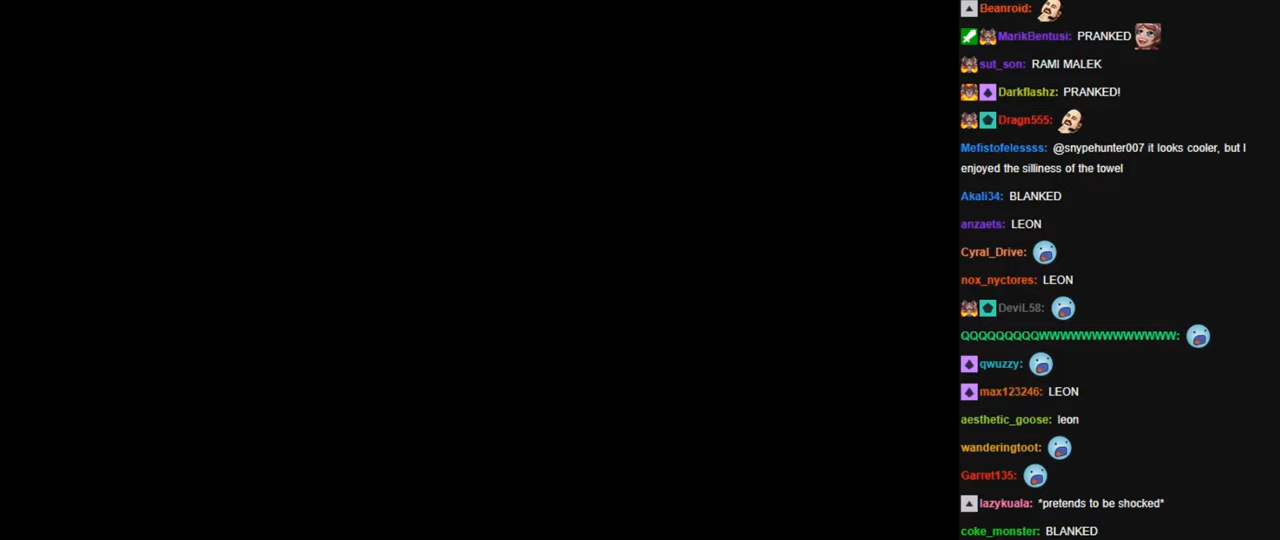 Beanroid:
MarikBentusi: PRANKED
sut_son: RAMI MALEK
Darkflashz: PRANKED!
Dragn555:
Mefistofelessss: @snypehunter007 it looks cooler, but I
enjoyed the silliness of the towel
Akali34: BLANKED
anzaets: LEON
Cyral_Drive:
nox_nyctores: LEON
DeviL58:
QQQQQQQQQWWWWWWWWWWWWW:
qwuzzy:
max123246: LEON
aesthetic_goose: leon
wanderingtoot:
Garret135:
lazykuala: *pretends to be shocked*
coke_monster: BLANKED